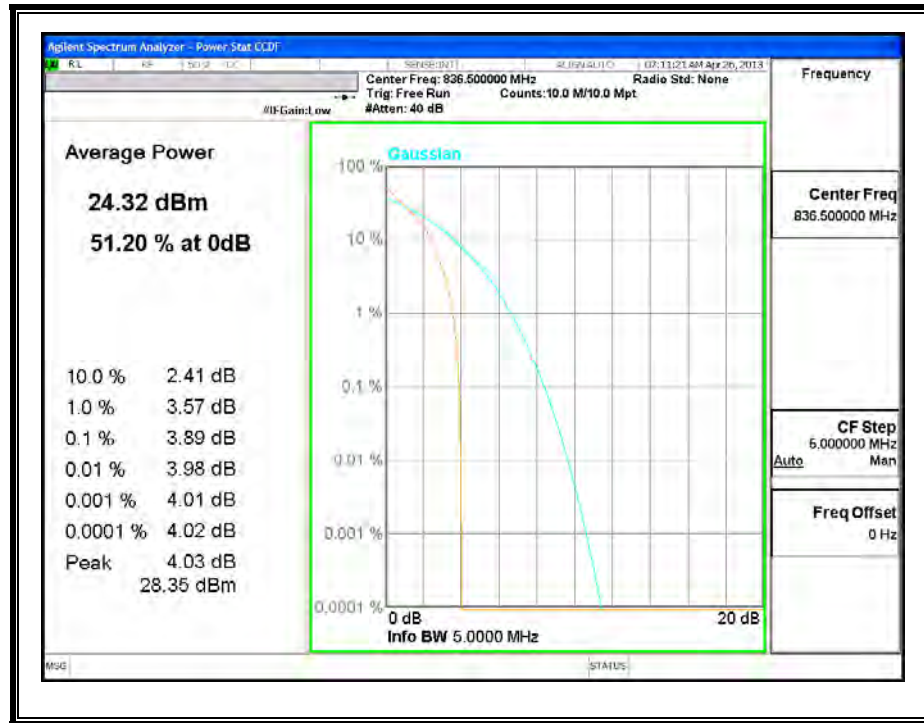 Agilent Spectrum Analyzer - Power Stat CCDF
RL RF 50 Ω DC SENSE:INT ALIGN AUTO 07:11:21 AM Apr 26, 2013
Center Freq: 836.500000 MHz Radio Std: None
Trig: Free Run Counts:10.0 M/10.0 Mpt
#IFGain:Low #Atten: 40 dB
Average Power
24.32 dBm
51.20 % at 0dB
10.0 % 2.41 dB
1.0 % 3.57 dB
0.1 % 3.89 dB
0.01 % 3.98 dB
0.001 % 4.01 dB
0.0001 % 4.02 dB
Peak 4.03 dB
28.35 dBm
Gaussian
100 %
10 %
1 %
0.1 %
0.01 %
0.001 %
0.0001 %
0 dB 20 dB
Info BW 5.0000 MHz
Frequency
Center Freq
836.500000 MHz
CF Step
5.000000 MHz
Auto Man
Freq Offset
0 Hz
MSG STATUS